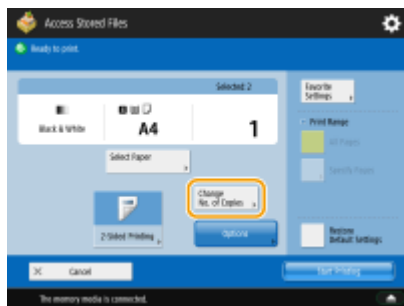 Access Stored Files
Ready to print.
Selected: 2
Black & White
A4
1
Select Paper
Change
No. of Copies
2-Sided Printing
Options
Favorite
Settings
Print Range
All Pages
Specify Pages
Restore
Default Settings
Cancel
Start Printing
The memory media is connected.